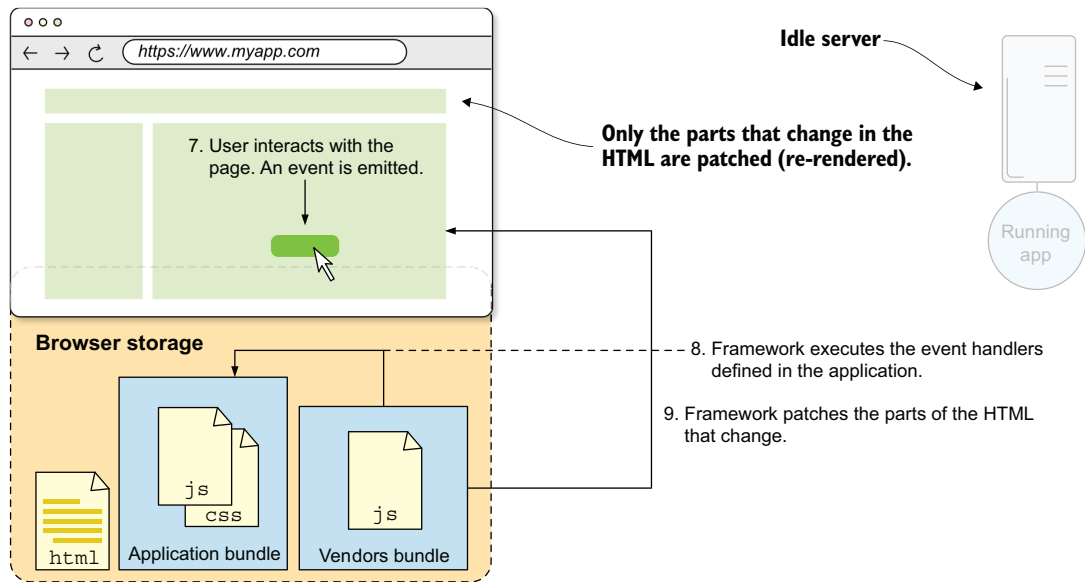 https://www.myapp.com
Idle server
Only the parts that change in the
HTML are patched (re-rendered).
7. User interacts with the
page. An event is emitted.
Running
app
Browser storage
8. Framework executes the event handlers
defined in the application.
9. Framework patches the parts of the HTML
that change.
js
css
js
html
Application bundle
Vendors bundle